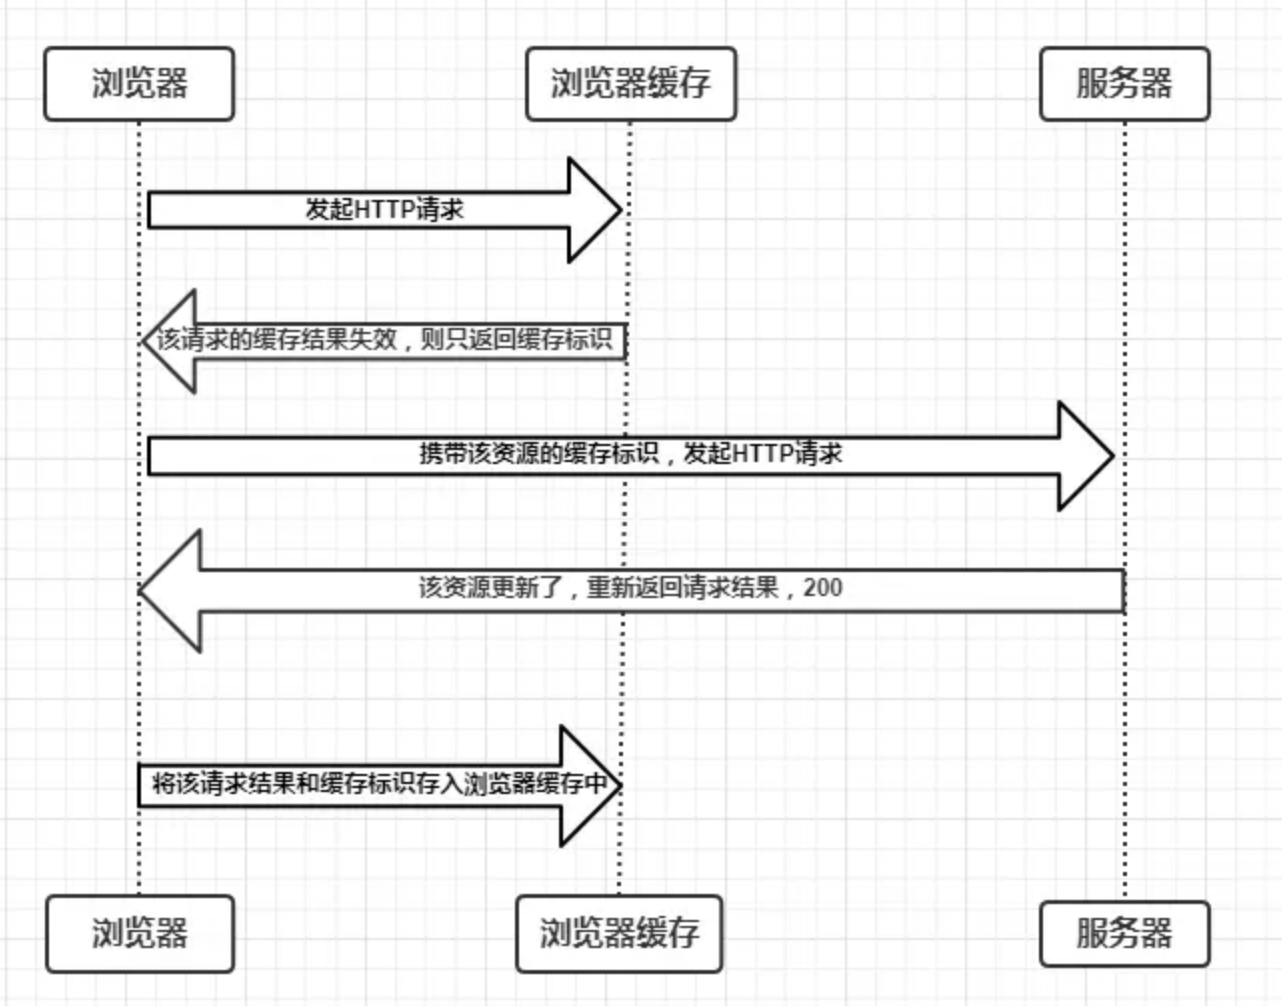 浏览器
浏览器缓存
服务器
发起HTTP请求
该请求的缓存结果失效，则只返回缓存标识
携带该资源的缓存标识，发起HTTP请求
该资源更新了，重新返回请求结果，200
将该请求结果和缓存标识存入浏览器缓存中
浏览器
浏览器缓存
服务器